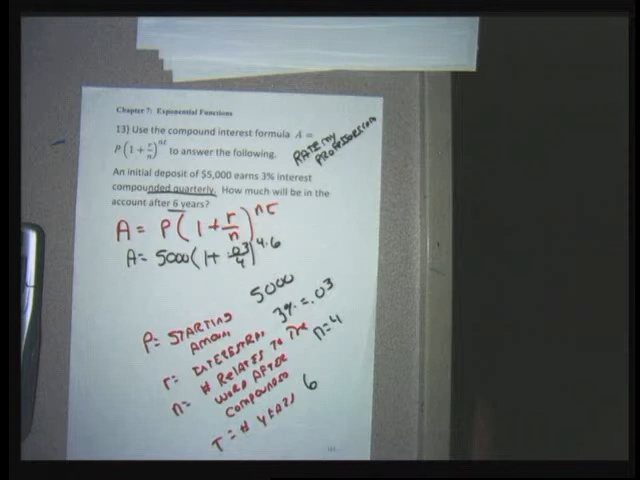 Chapter 7: Exponential Functions
13) Use the compound interest formula A =
P(1+r/n)^nt to answer the following.
RATE MY
PROFESSOR.COM
An initial deposit of $5,000 earns 3% interest
compounded quarterly. How much will be in the
account after 6 years?
A = P(1+r/n)^nt
A = 5000(1+.03/4)^4.6
P= STARTING
AMOUNT
5000
r= INTEREST RATE
3% = .03
n= # RELATES TO THE
WORD AFTER
COMPOUNDED
n=4
T= # YEARS
6